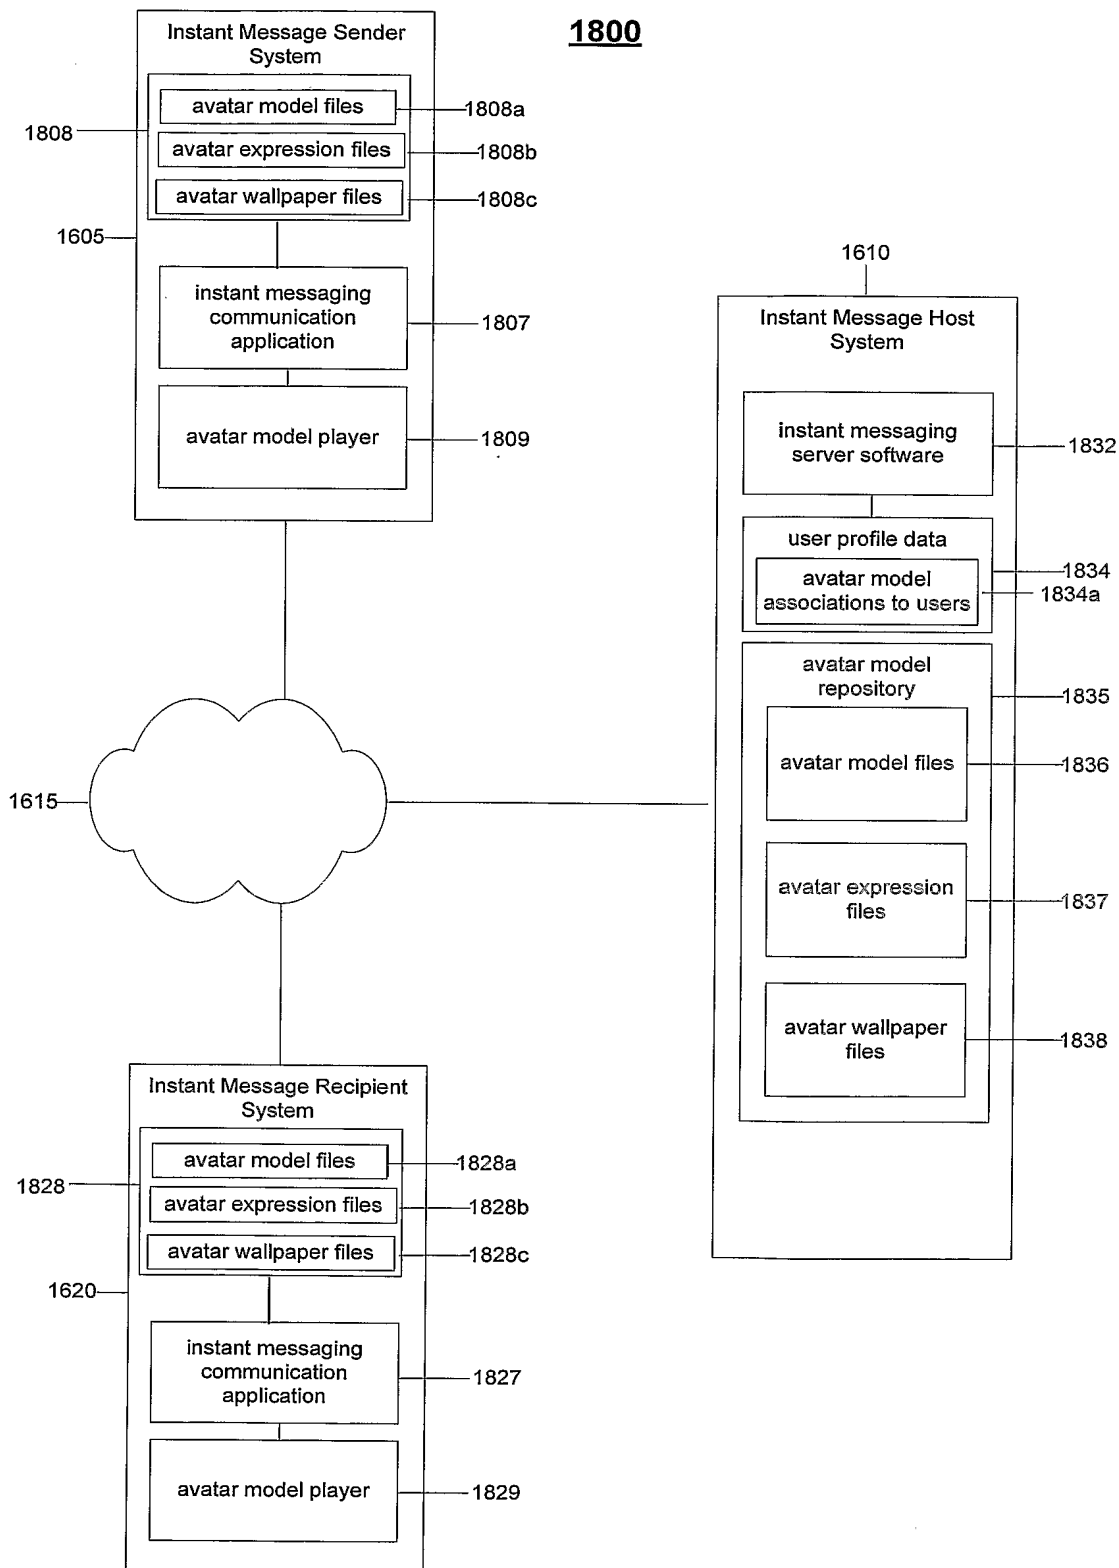 1800
Instant Message Sender
System
avatar model files
1808a
1808
avatar expression files
1808b
avatar wallpaper files
1808c
1605
instant messaging
communication
application
1807
avatar model player
1809
1610
Instant Message Host
System
instant messaging
server software
1832
user profile data
1834
avatar model
associations to users
1834a
avatar model
repository
1835
avatar model files
1836
1615
avatar expression
files
1837
avatar wallpaper
files
1838
Instant Message Recipient
System
avatar model files
1828a
1828
avatar expression files
1828b
avatar wallpaper files
1828c
1620
instant messaging
communication
application
1827
avatar model player
1829